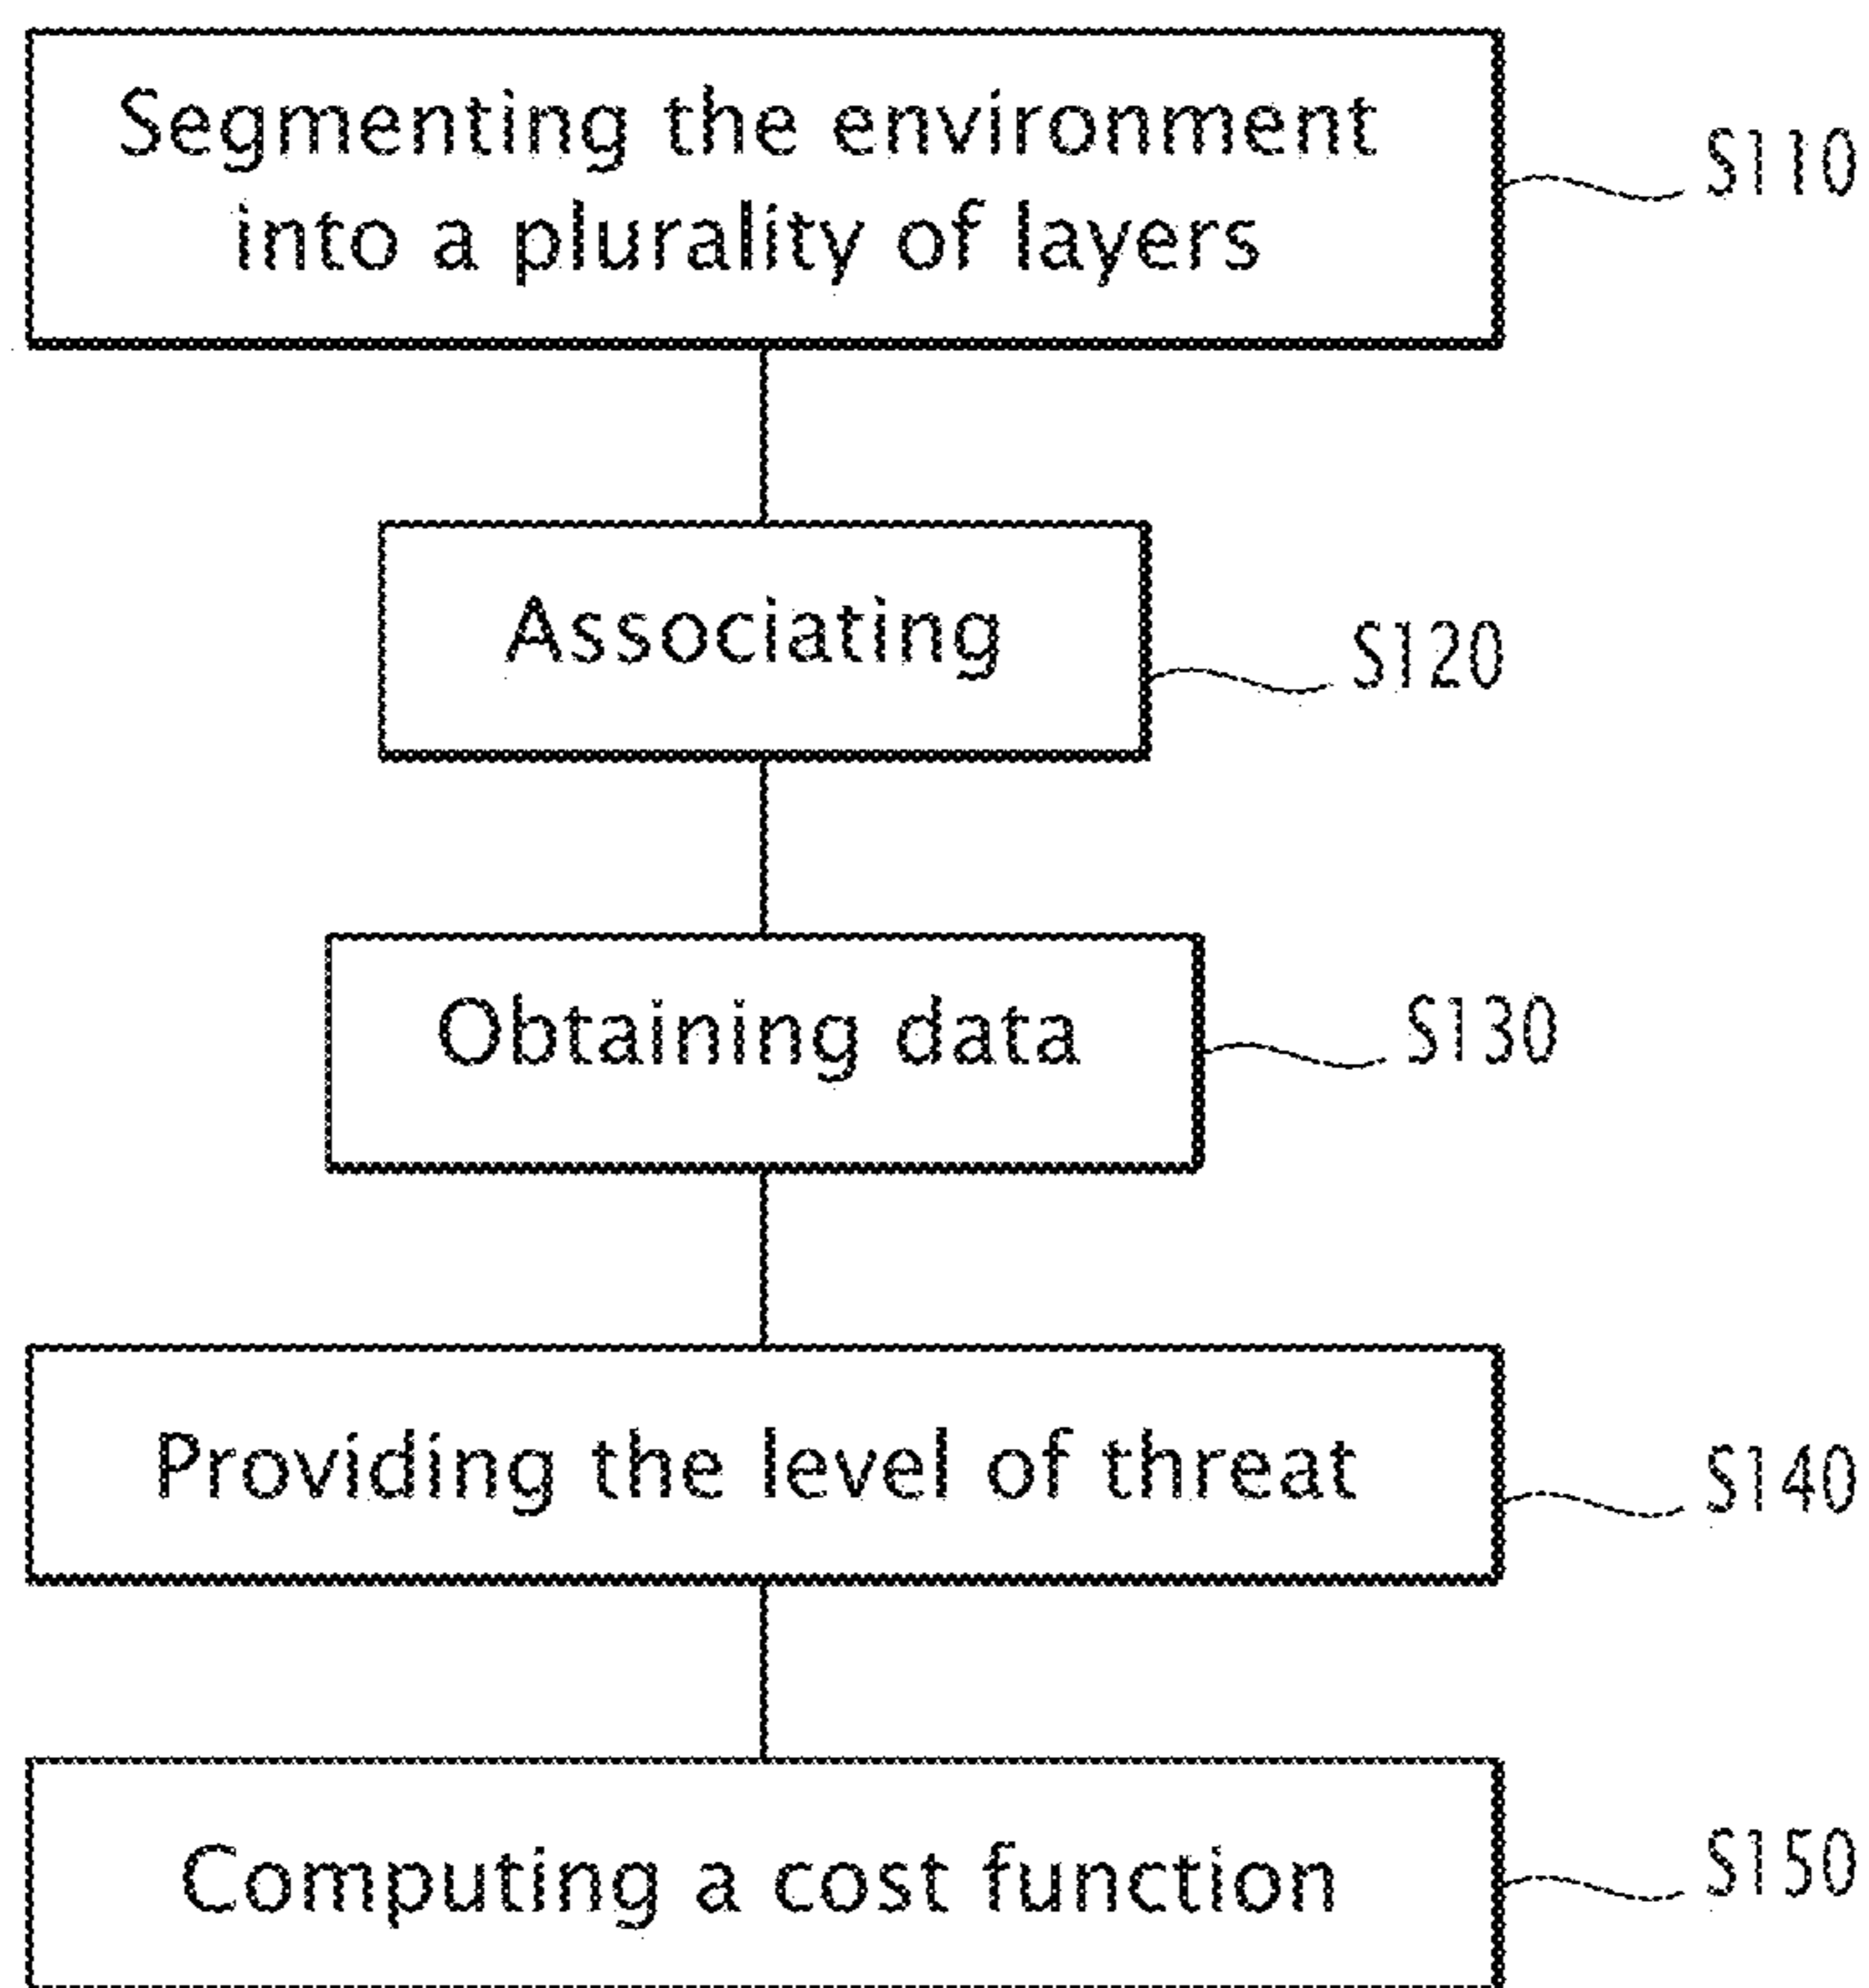 Segmenting the environment
into a plurality of layers
S110
Associating
S120
Obtaining data
S130
Providing the level of threat
S140
Computing a cost function
S150